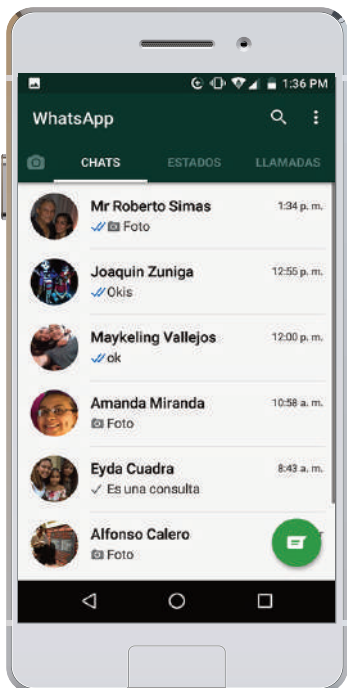 1:36 PM
WhatsApp
CHATS ESTADOS LLAMADAS
Mr Roberto Simas 1:34 p. m.
Foto
Joaquin Zuniga 12:55 p. m.
Okis
Maykeling Vallejos 12:00 p. m.
ok
Amanda Miranda 10:58 a. m.
Foto
Eyda Cuadra 8:43 a. m.
Es una consulta
Alfonso Calero
Foto